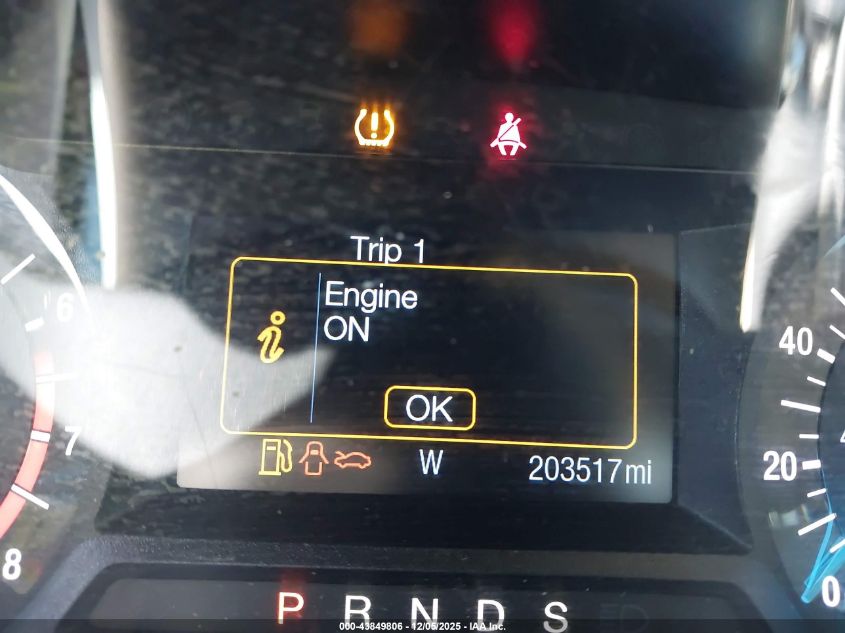 Trip 1
Engine
ON
OK
W 203517mi
6
7
8
40
20
0
P R N D S
000-43849806 - 12/05/2025 - IAA Inc.